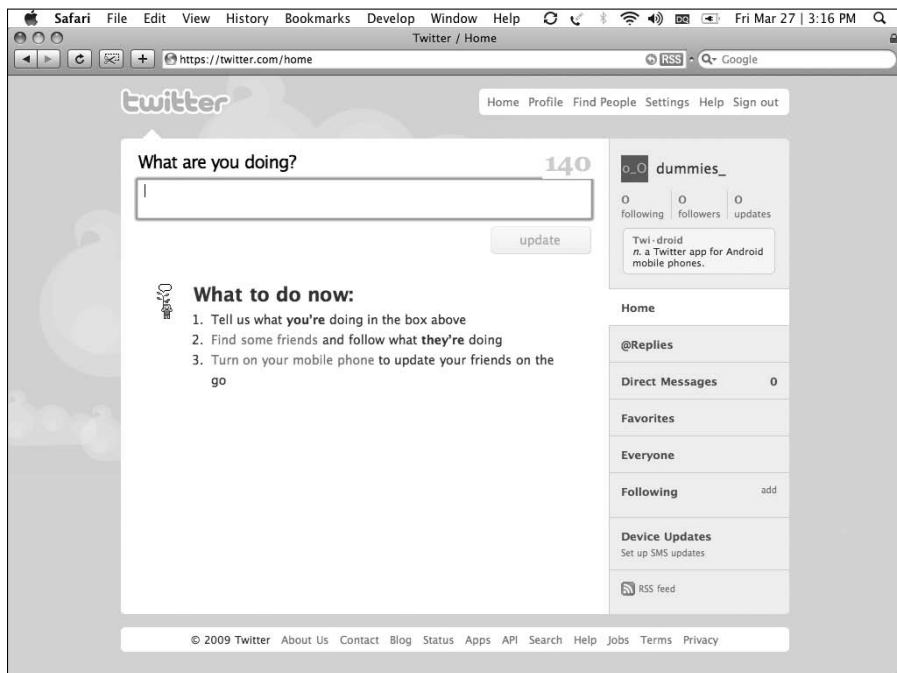 Safari File Edit View History Bookmarks Develop Window Help Fri Mar 27 | 3:16 PM
Twitter / Home
https://twitter.com/home RSS Google
twitter
Home Profile Find People Settings Help Sign out
What are you doing? 140
update
o_O dummies_
0 0 0
following followers updates
Twi·droid
n. a Twitter app for Android
mobile phones.
What to do now:
1. Tell us what you're doing in the box above
2. Find some friends and follow what they're doing
3. Turn on your mobile phone to update your friends on the
go
Home
@Replies
Direct Messages 0
Favorites
Everyone
Following add
Device Updates
Set up SMS updates
RSS feed
© 2009 Twitter About Us Contact Blog Status Apps API Search Help Jobs Terms Privacy